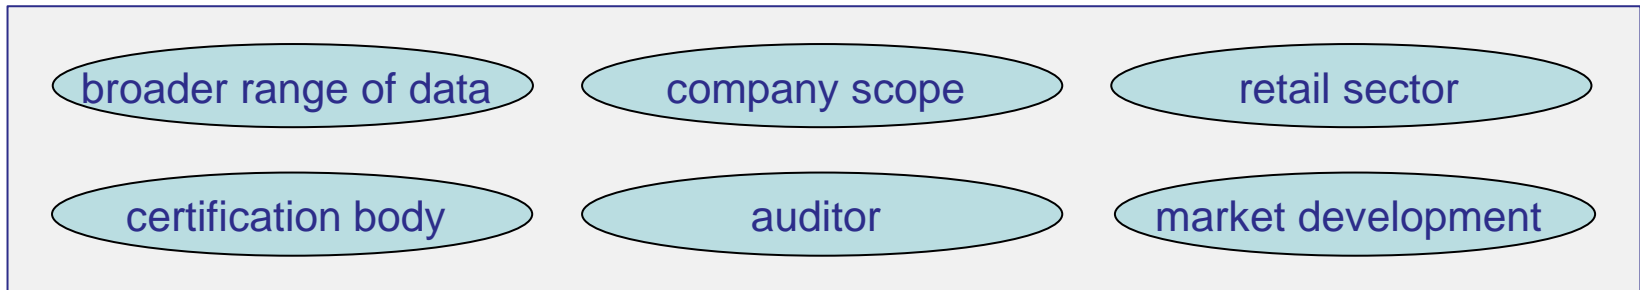 broader range of data
company scope
retail sector
certification body
auditor
market development